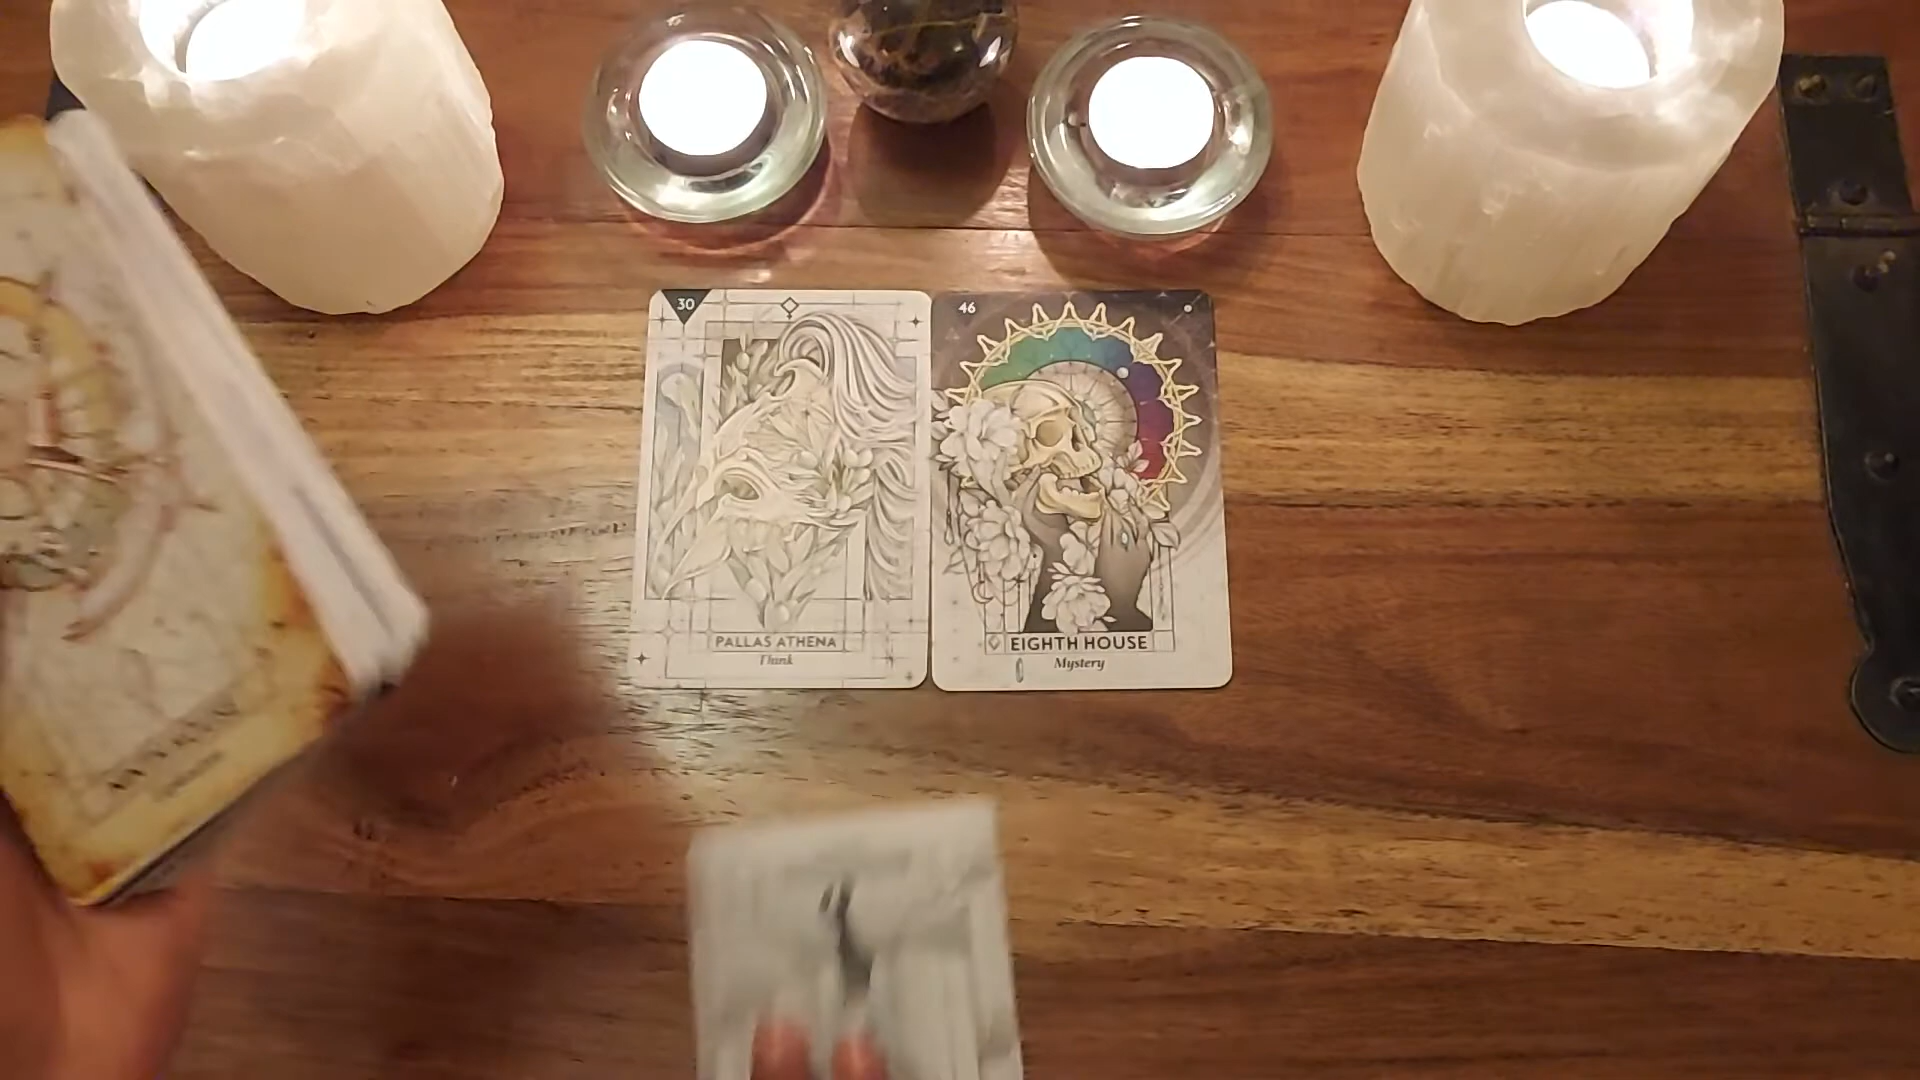 30
PALLAS ATHENA
Think
46
EIGHTH HOUSE
Mystery